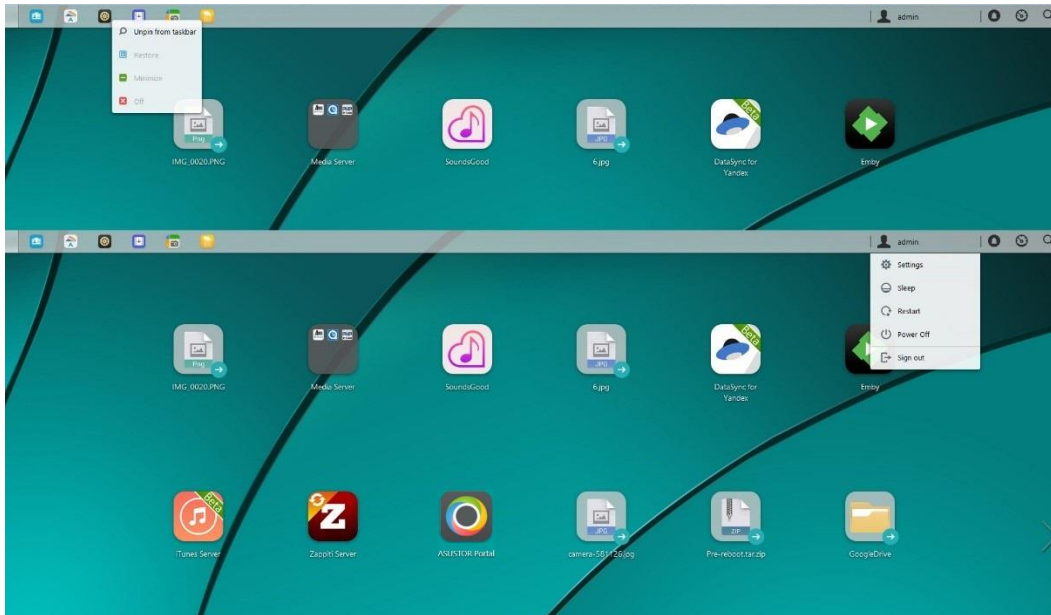 admin
Unpin from taskbar
Restore
Minimize
Off
Png
JPG
Beta
IMG_0020.PNG
Media Server
SoundsGood
6.jpg
DataSync for
Yandex
Emby
admin
Settings
Sleep
Restart
Power Off
Sign out
Png
JPG
Beta
IMG_0020.PNG
Media Server
SoundsGood
6.jpg
DataSync for
Yandex
Emby
Beta
Z
JPG
ZIP
iTunes Server
Zappiti Server
ASUSTOR Portal
camera-581126.jpg
Pre-reboot.tar.zip
GoogleDrive